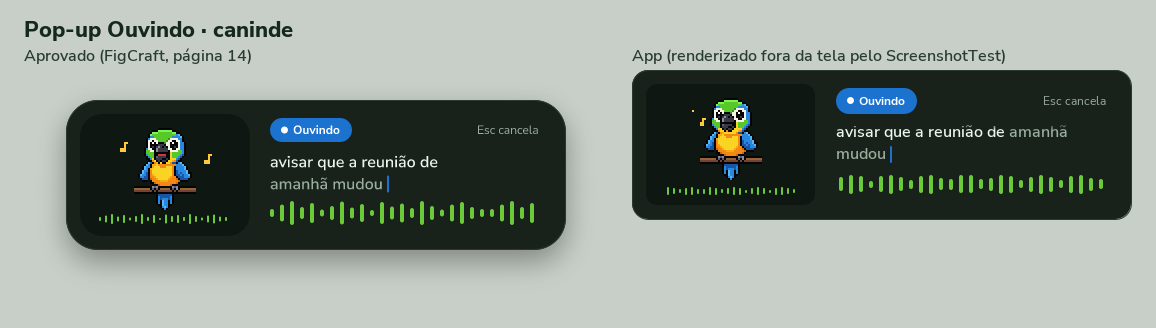 Pop-up Ouvindo · caninde
Aprovado (FigCraft, página 14)
Ouvindo
Esc cancela
avisar que a reunião de
amanhã mudou
App (renderizado fora da tela pelo ScreenshotTest)
Ouvindo
Esc cancela
avisar que a reunião de amanhã
mudou